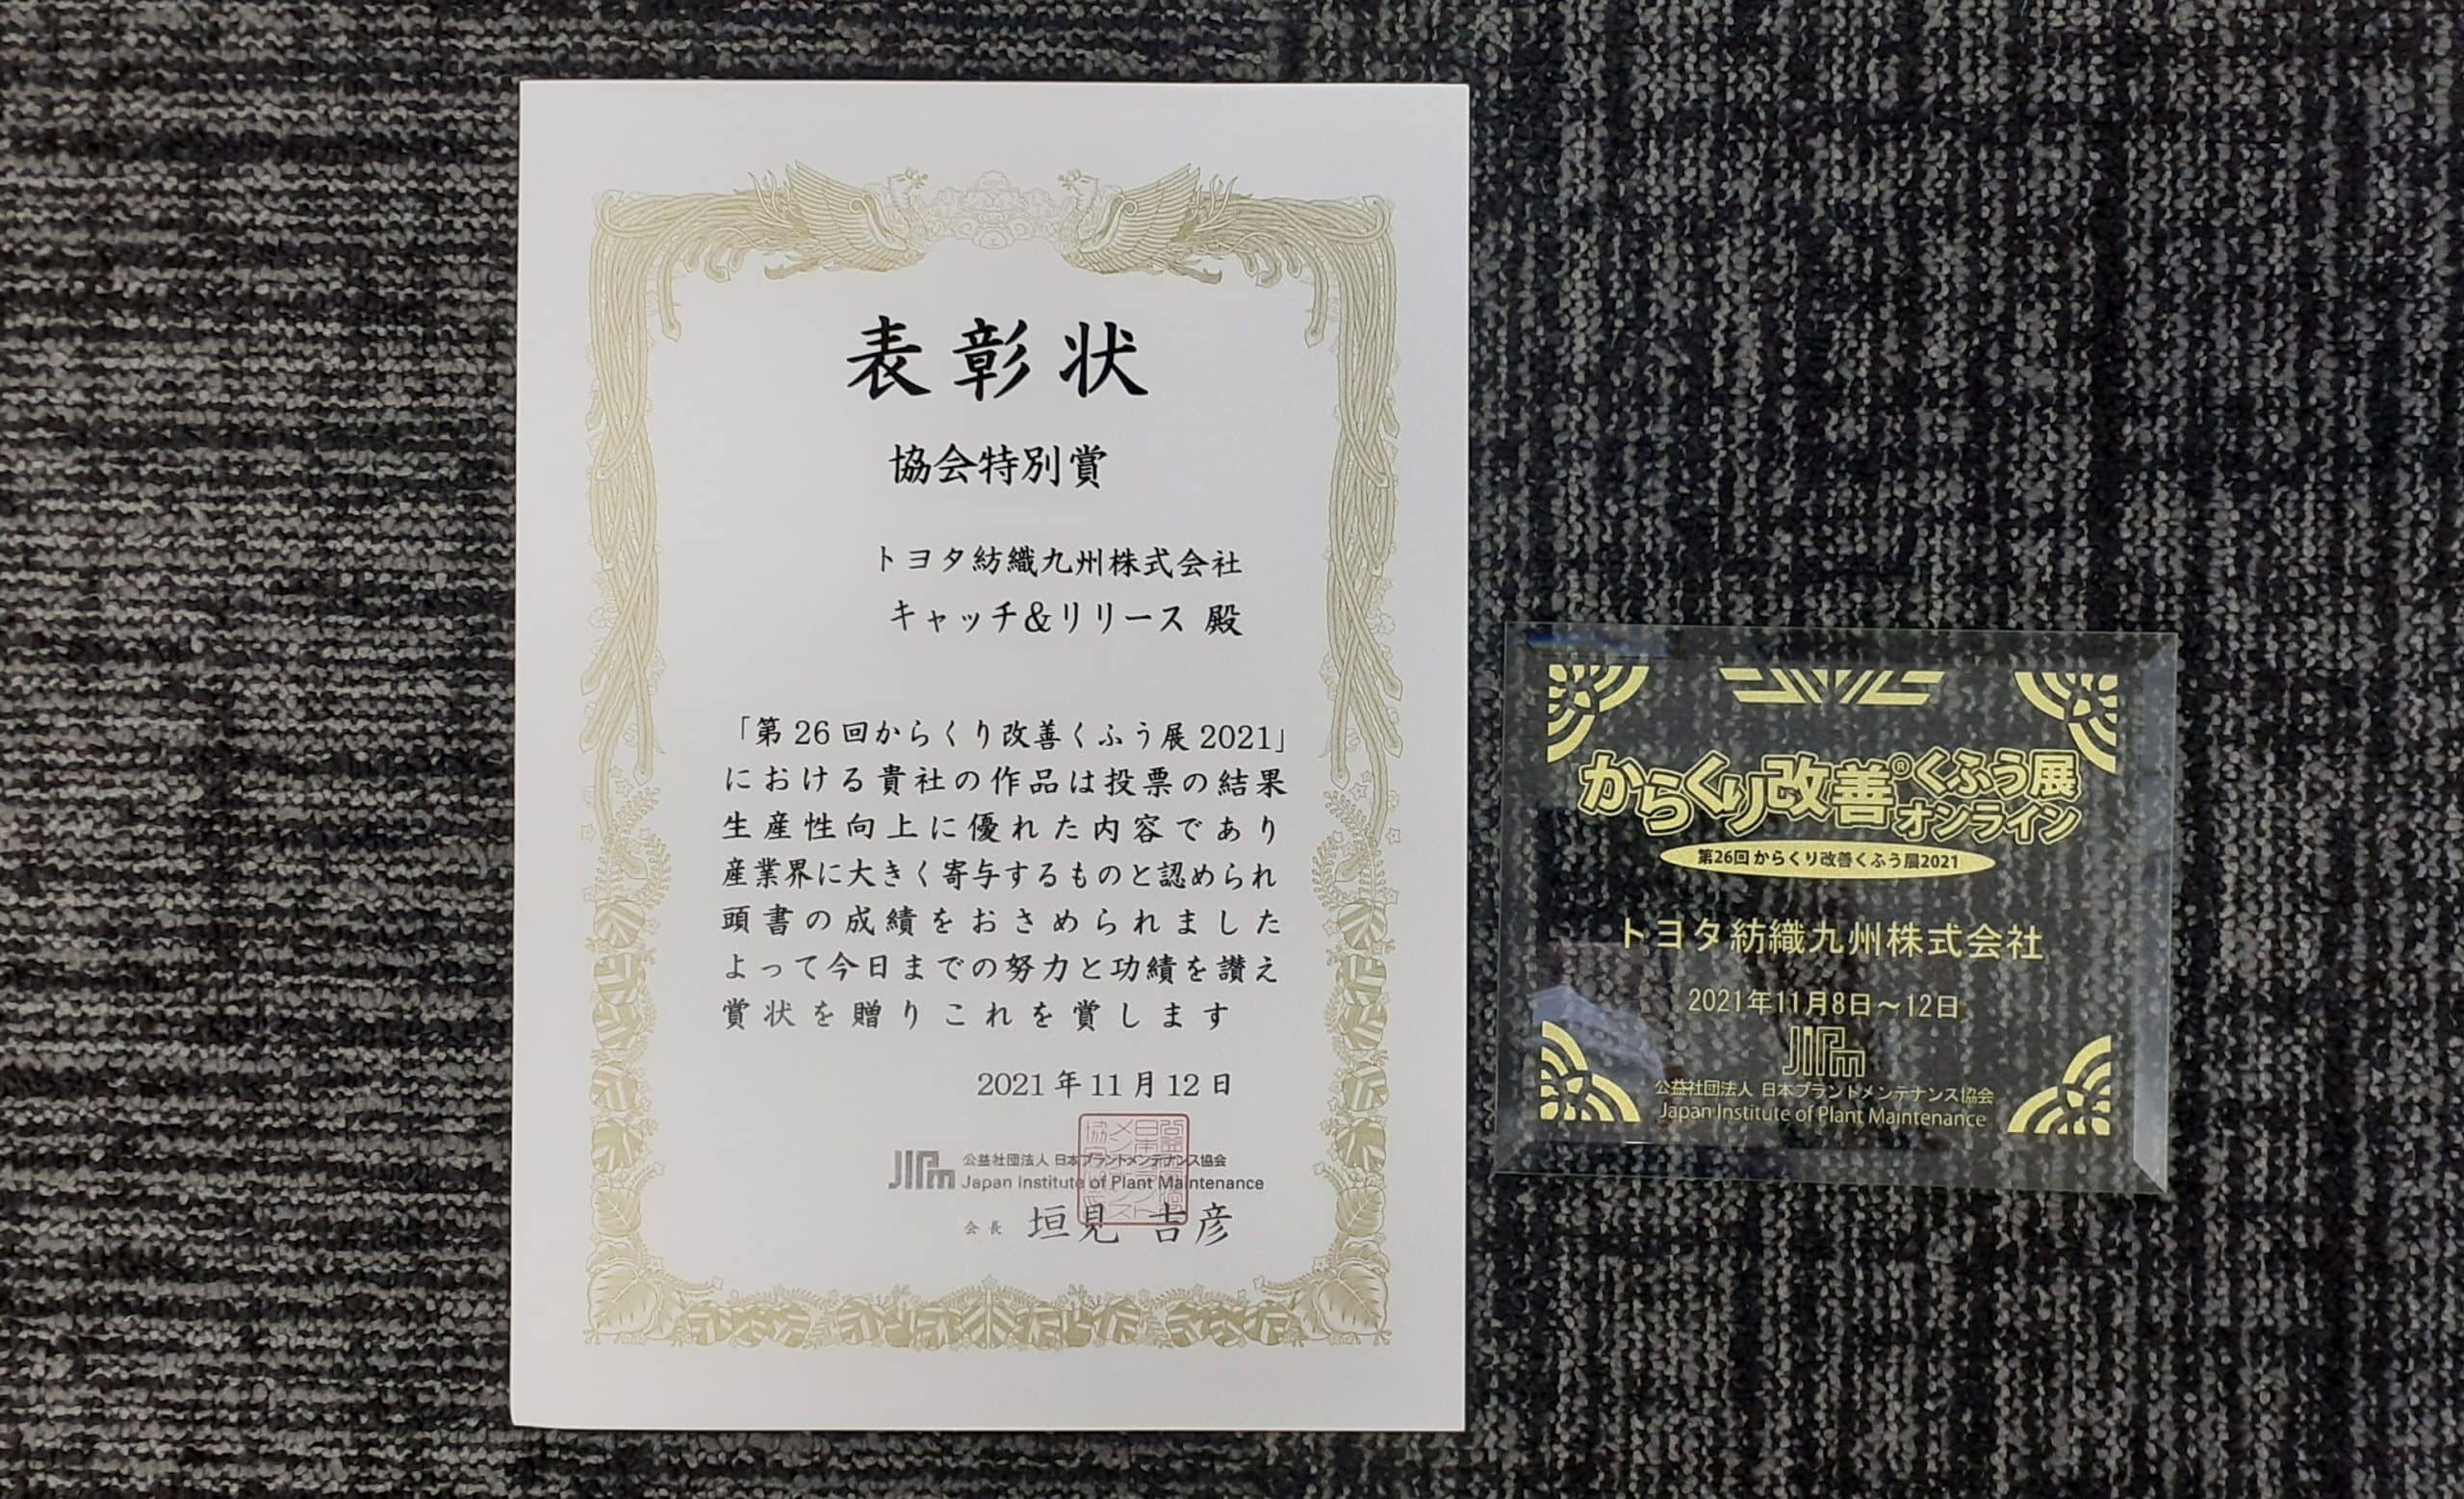 表彰状
協会特別賞
トヨタ紡織九州株式会社
キャッチ&リリース 殿
「第26回からくり改善くふう展2021」
における貴社の作品は投票の結果
生産性向上に優れた内容であり
産業界に大きく寄与するものと認められ
頭書の成績をおさめられました
よって今日までの努力と功績を讃え
賞状を贈りこれを賞します
2021年11月12日
JIPM 公益社団法人 日本プラントメンテナンス協会
Japan Institute of Plant Maintenance
会長 垣見 吉彦
からくり改善®くふう展
オンライン
第26回 からくり改善くふう展2021
トヨタ紡織九州株式会社
2021年11月8日～12日
JIPM
公益社団法人 日本プラントメンテナンス協会
Japan Institute of Plant Maintenance